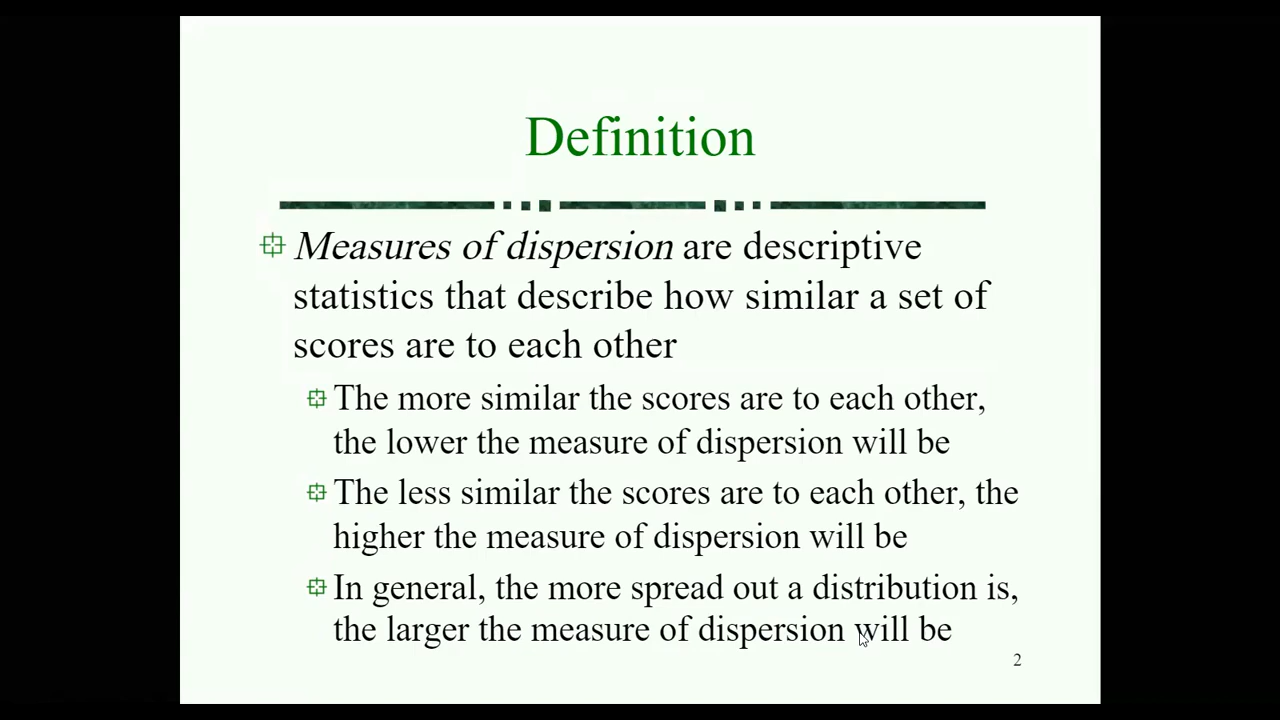 Definition
Measures of dispersion are descriptive
statistics that describe how similar a set of
scores are to each other
The more similar the scores are to each other,
the lower the measure of dispersion will be
The less similar the scores are to each other, the
higher the measure of dispersion will be
In general, the more spread out a distribution is,
the larger the measure of dispersion will be
2